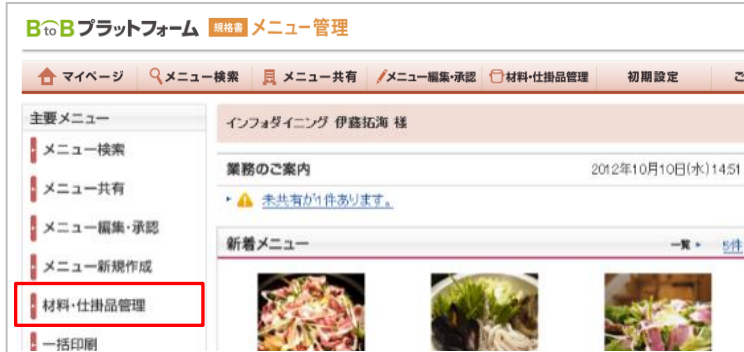 BtoBプラットフォーム 規格書 メニュー管理
マイページ メニュー検索 メニュー共有 メニュー編集・承認 材料・仕掛品管理 初期設定 ご
主要メニュー
メニュー検索
メニュー共有
メニュー編集・承認
メニュー新規作成
材料・仕掛品管理
一括印刷
インフォダイニング 伊藤拓海 様
業務のご案内 2012年10月10日(水)14:51
未共有が1件あります。
新着メニュー 一覧 5件